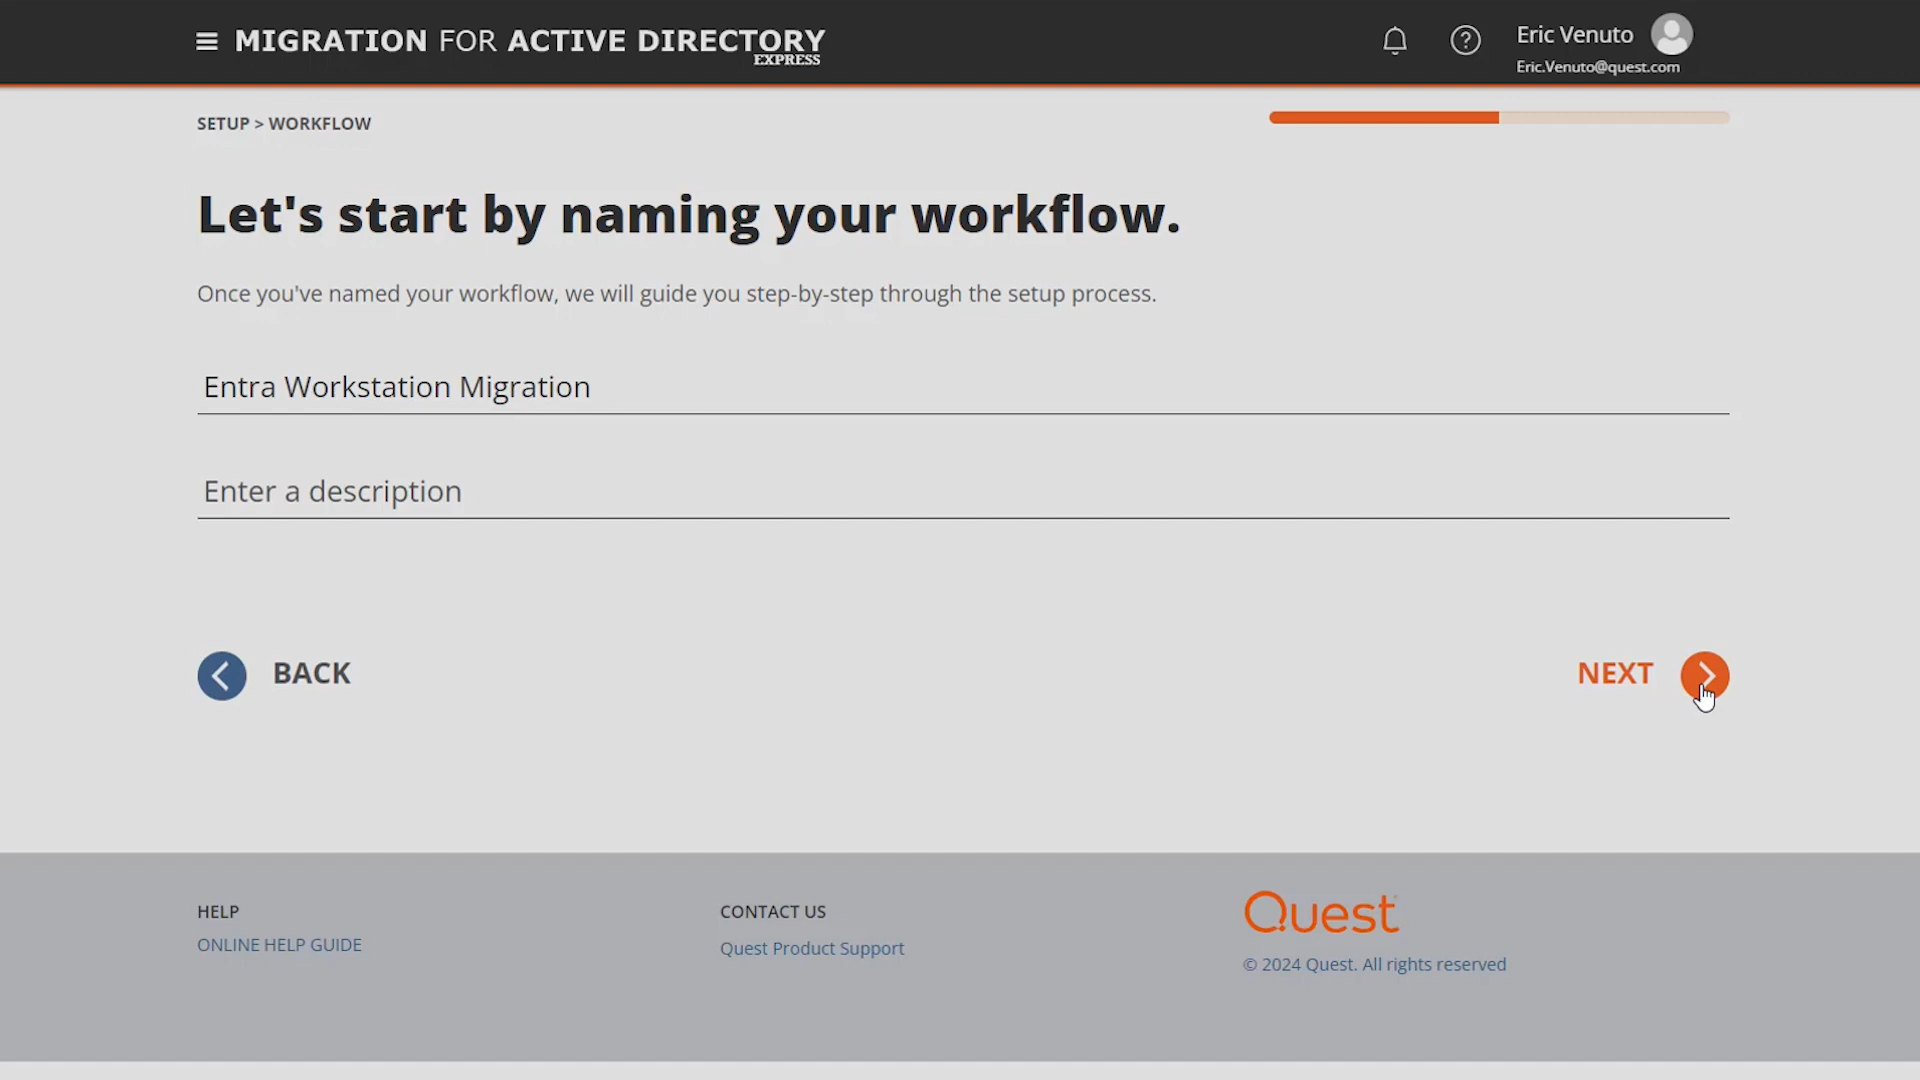 MIGRATION FOR ACTIVE DIRECTORY
EXPRESS
Eric Venuto
Eric.Venuto@quest.com
SETUP > WORKFLOW
Let's start by naming your workflow.
Once you've named your workflow, we will guide you step-by-step through the setup process.
Entra Workstation Migration
Enter a description
BACK
NEXT
HELP
ONLINE HELP GUIDE
CONTACT US
Quest Product Support
Quest
© 2024 Quest. All rights reserved